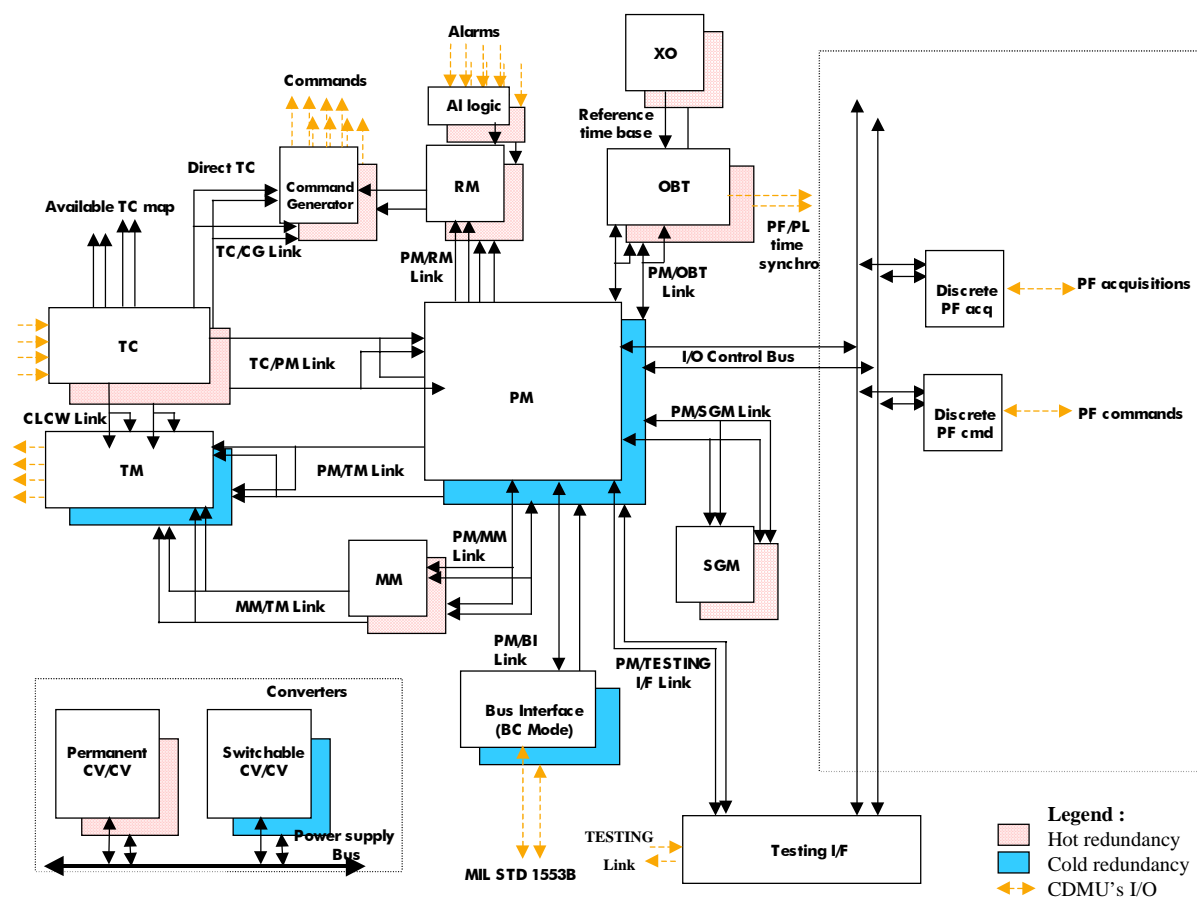 Alarms
XO
Commands
AI logic
Reference
time base
Direct TC
Command
Generator
RM
OBT
Available TC map
PF/PL
time
synchro
TC/CG Link
PM/RM
Link
PM/OBT
Link
Discrete
PF acq
PF acquisitions
TC
TC/PM Link
I/O Control Bus
PM
CLCW Link
PM/SGM Link
Discrete
PF cmd
PF commands
TM
PM/TM Link
PM/MM
Link
MM
SGM
MM/TM Link
PM/BI
Link
PM/TESTING
I/F Link
Converters
Bus Interface
(BC Mode)
Permanent
CV/CV
Switchable
CV/CV
Power supply
Bus
MIL STD 1553B
TESTING
Link
Testing I/F
Legend :
Hot redundancy
Cold redundancy
CDMU's I/O